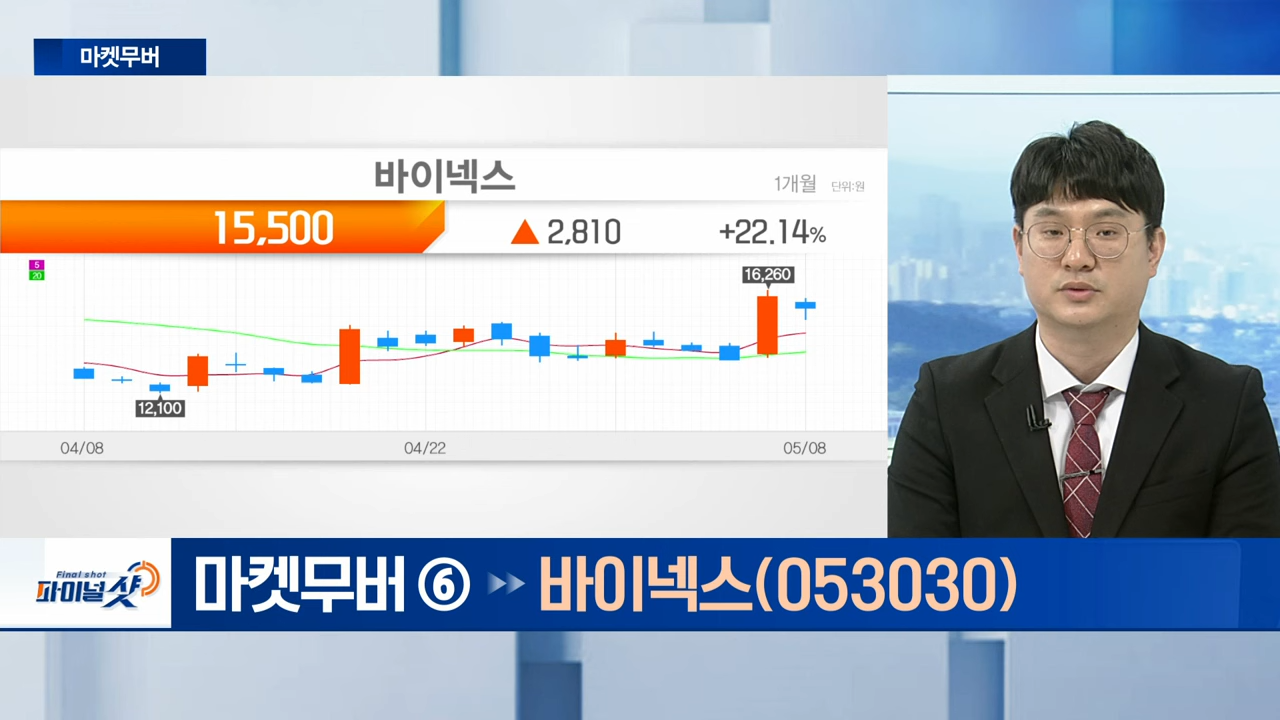 마켓무버
바이넥스
1개월 단위:원
15,500 ▲ 2,810 +22.14%
5
20
16,260
12,100
04/08 04/22 05/08
Final shot
파이널샷
마켓무버 ⑥ 바이넥스(053030)